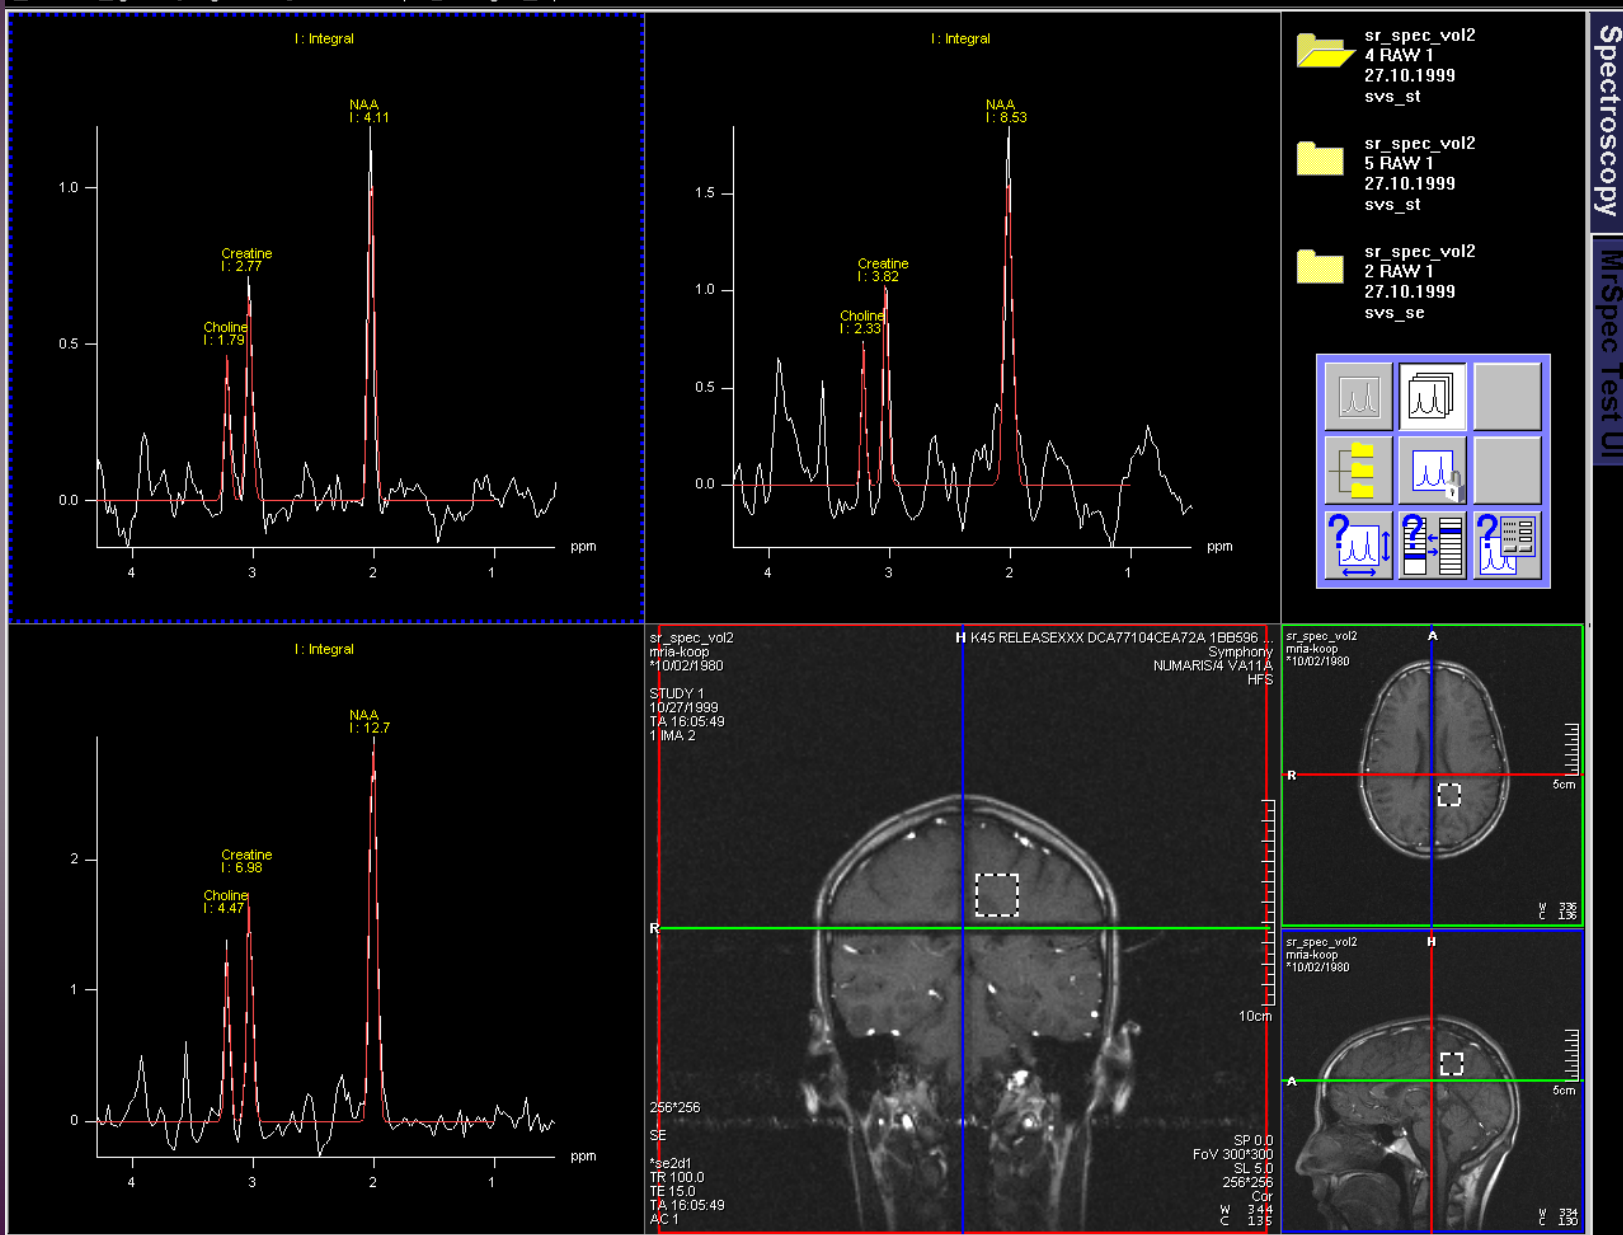 I : Integral
NAA
I : 4.11
Creatine
I : 2.77
Choline
I : 1.79
1.0
0.5
0.0
ppm
4 3 2 1
I : Integral
NAA
I : 8.53
Creatine
I : 3.82
Choline
I : 2.33
1.5
1.0
0.5
0.0
ppm
4 3 2 1
sr_spec_vol2
4 RAW 1
27.10.1999
svs_st
sr_spec_vol2
5 RAW 1
27.10.1999
svs_st
sr_spec_vol2
2 RAW 1
27.10.1999
svs_se
Spectroscopy
MrSpec Test UI
I : Integral
NAA
I : 12.7
Creatine
I : 6.98
Choline
I : 4.47
2
1
0
ppm
4 3 2 1
sr_spec_vol2
mria-koop
*10/02/1980
STUDY 1
10/27/1999
TA 16:05:49
1 IMA 2
H K45 RELEASEXXX DCA77104CEA72A 1BB596 ...
Symphony
NUMARIS/4 VA11A
HFS
R
10cm
256*256
SE
*se2d1
TR 100.0
TE 15.0
TA 16:05:49
AC 1
SP 0.0
FoV 300*300
SL 5.0
256*256
Cor
W 344
C 135
sr_spec_vol2
mria-koop
*10/02/1980
A
R
5cm
W 336
C 136
sr_spec_vol2
mria-koop
*10/02/1980
H
A
5cm
W 334
C 130